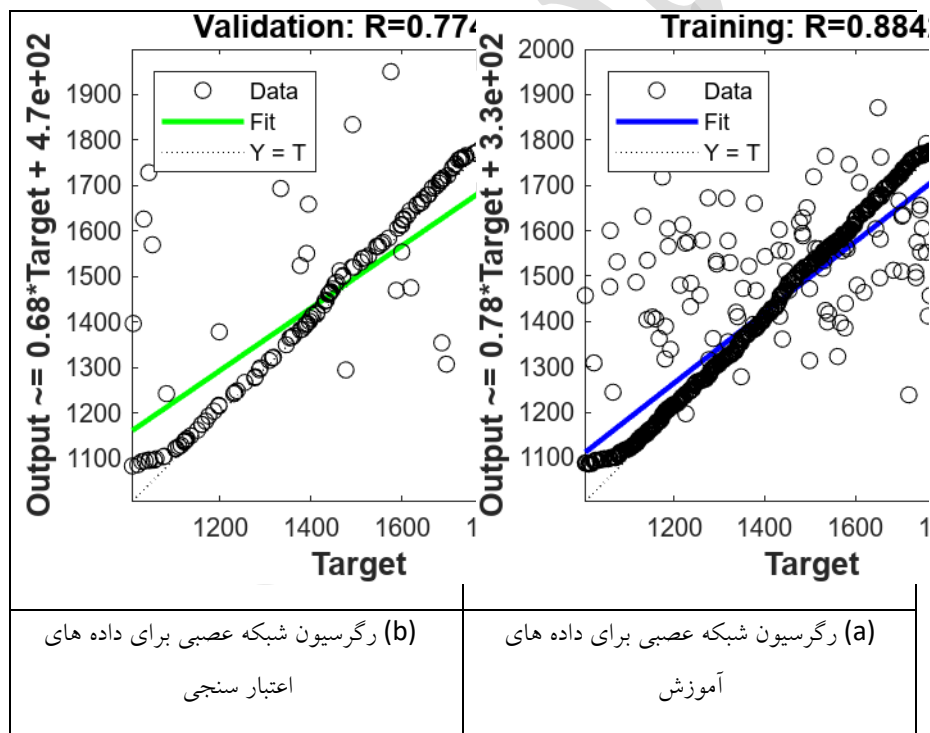 Validation: R=0.774
Output ~= 0.68*Target + 4.7e+02
1900
1800
1700
1600
1500
1400
1300
1200
1100
Data
Fit
Y = T
1200 1400 1600 1
Target
Training: R=0.884
Output ~= 0.78*Target + 3.3e+02
2000
1900
1800
1700
1600
1500
1400
1300
1200
1100
Data
Fit
Y = T
1200 1400 1600
Target
(a) رگرسیون شبکه عصبی برای داده های
آموزش
(b) رگرسیون شبکه عصبی برای داده های
اعتبار سنجی